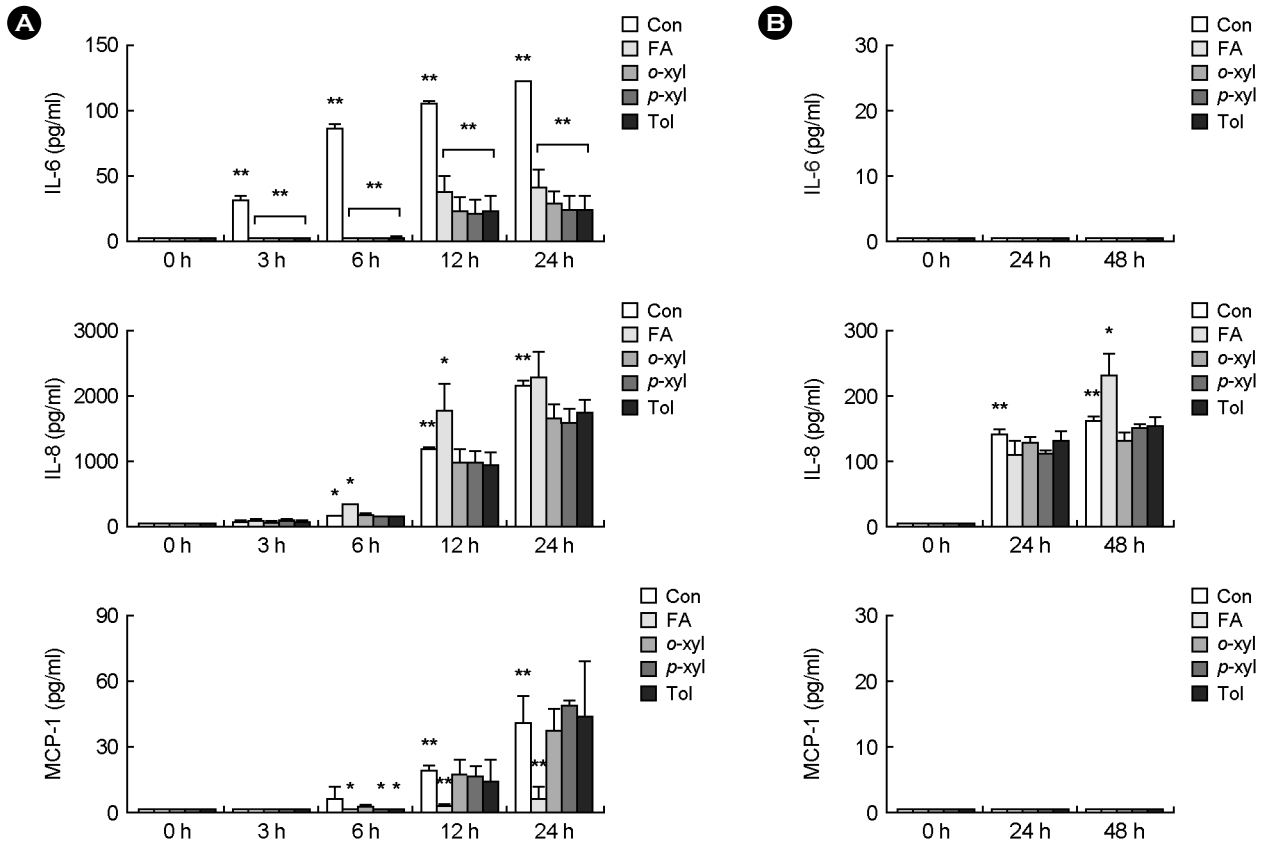 A
IL-6 (pg/ml)
150
100
50
0
** ** ** ** ** ** ** **
0 h 3 h 6 h 12 h 24 h
Con
FA
o-xyl
p-xyl
Tol
IL-8 (pg/ml)
3000
2000
1000
0
* * ** * **
0 h 3 h 6 h 12 h 24 h
Con
FA
o-xyl
p-xyl
Tol
MCP-1 (pg/ml)
90
60
30
0
* * * ** ** ** **
0 h 3 h 6 h 12 h 24 h
Con
FA
o-xyl
p-xyl
Tol
B
IL-6 (pg/ml)
30
20
10
0
0 h 24 h 48 h
Con
FA
o-xyl
p-xyl
Tol
IL-8 (pg/ml)
300
200
100
0
** ** *
0 h 24 h 48 h
Con
FA
o-xyl
p-xyl
Tol
MCP-1 (pg/ml)
30
20
10
0
0 h 24 h 48 h
Con
FA
o-xyl
p-xyl
Tol